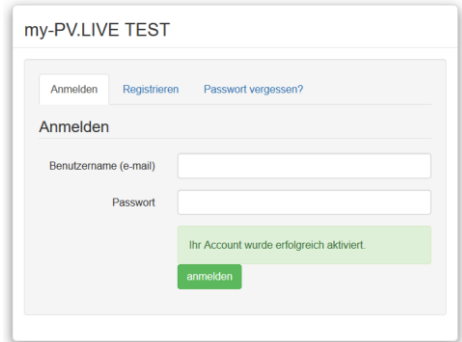 my-PV.LIVE TEST
Anmelden Registrieren Passwort vergessen?
Anmelden
Benutzername (e-mail)
Passwort
Ihr Account wurde erfolgreich aktiviert.
anmelden